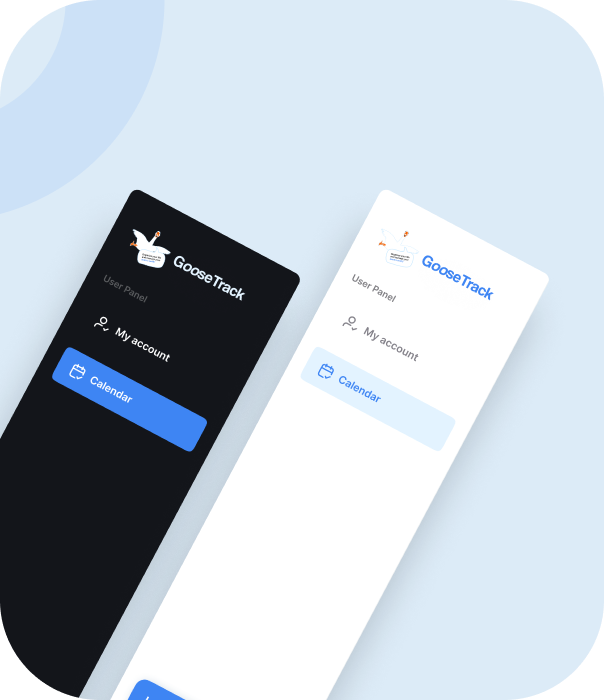 GooseTrack
User Panel
My account
Calendar
GooseTrack
User Panel
My account
Calendar